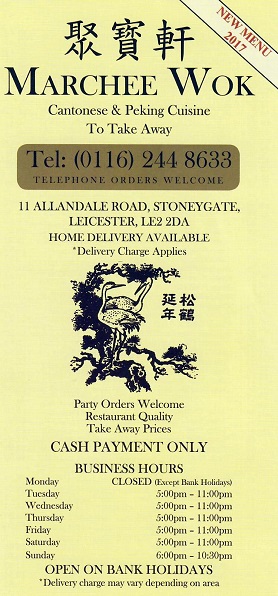 NEW MENU
2017
聚寳軒
MARCHEE WOK
Cantonese & Peking Cuisine
To Take Away
Tel: (0116) 244 8633
TELEPHONE ORDERS WELCOME
11 ALLANDALE ROAD, STONEYGATE,
LEICESTER, LE2 2DA
HOME DELIVERY AVAILABLE
*Delivery Charge Applies
松鶴
延年
Party Orders Welcome
Restaurant Quality
Take Away Prices
CASH PAYMENT ONLY
BUSINESS HOURS
Monday CLOSED (Except Bank Holidays)
Tuesday 5:00pm – 11:00pm
Wednesday 5:00pm – 11:00pm
Thursday 5:00pm – 11:00pm
Friday 5:00pm – 11:00pm
Saturday 5:00pm – 11:00pm
Sunday 6:00pm – 10:30pm
OPEN ON BANK HOLIDAYS
*Delivery charge may vary depending on area